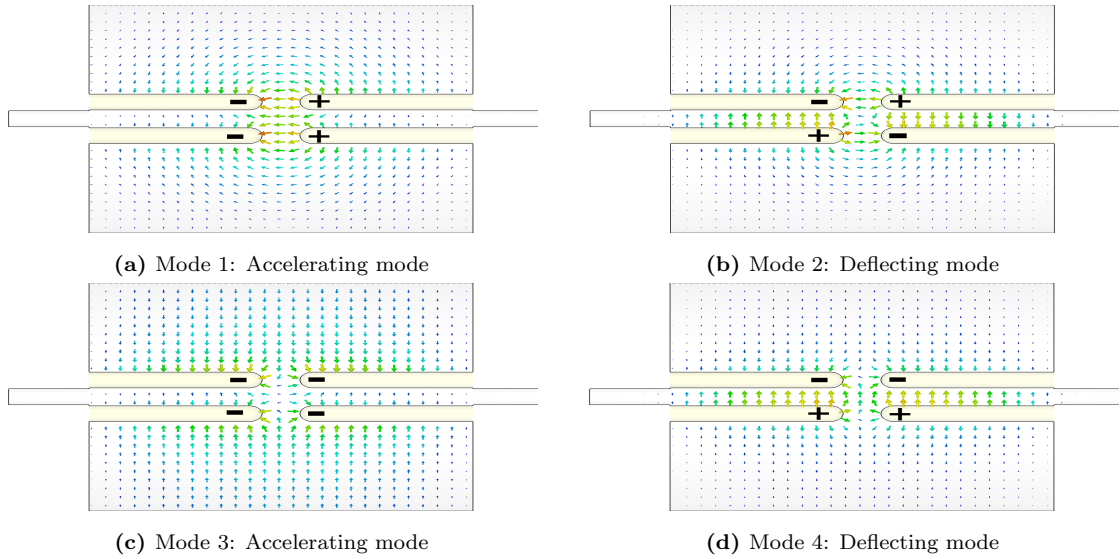 − + − +
− + + −
(a) Mode 1: Accelerating mode (b) Mode 2: Deflecting mode
− − − −
− − + +
(c) Mode 3: Accelerating mode (d) Mode 4: Deflecting mode